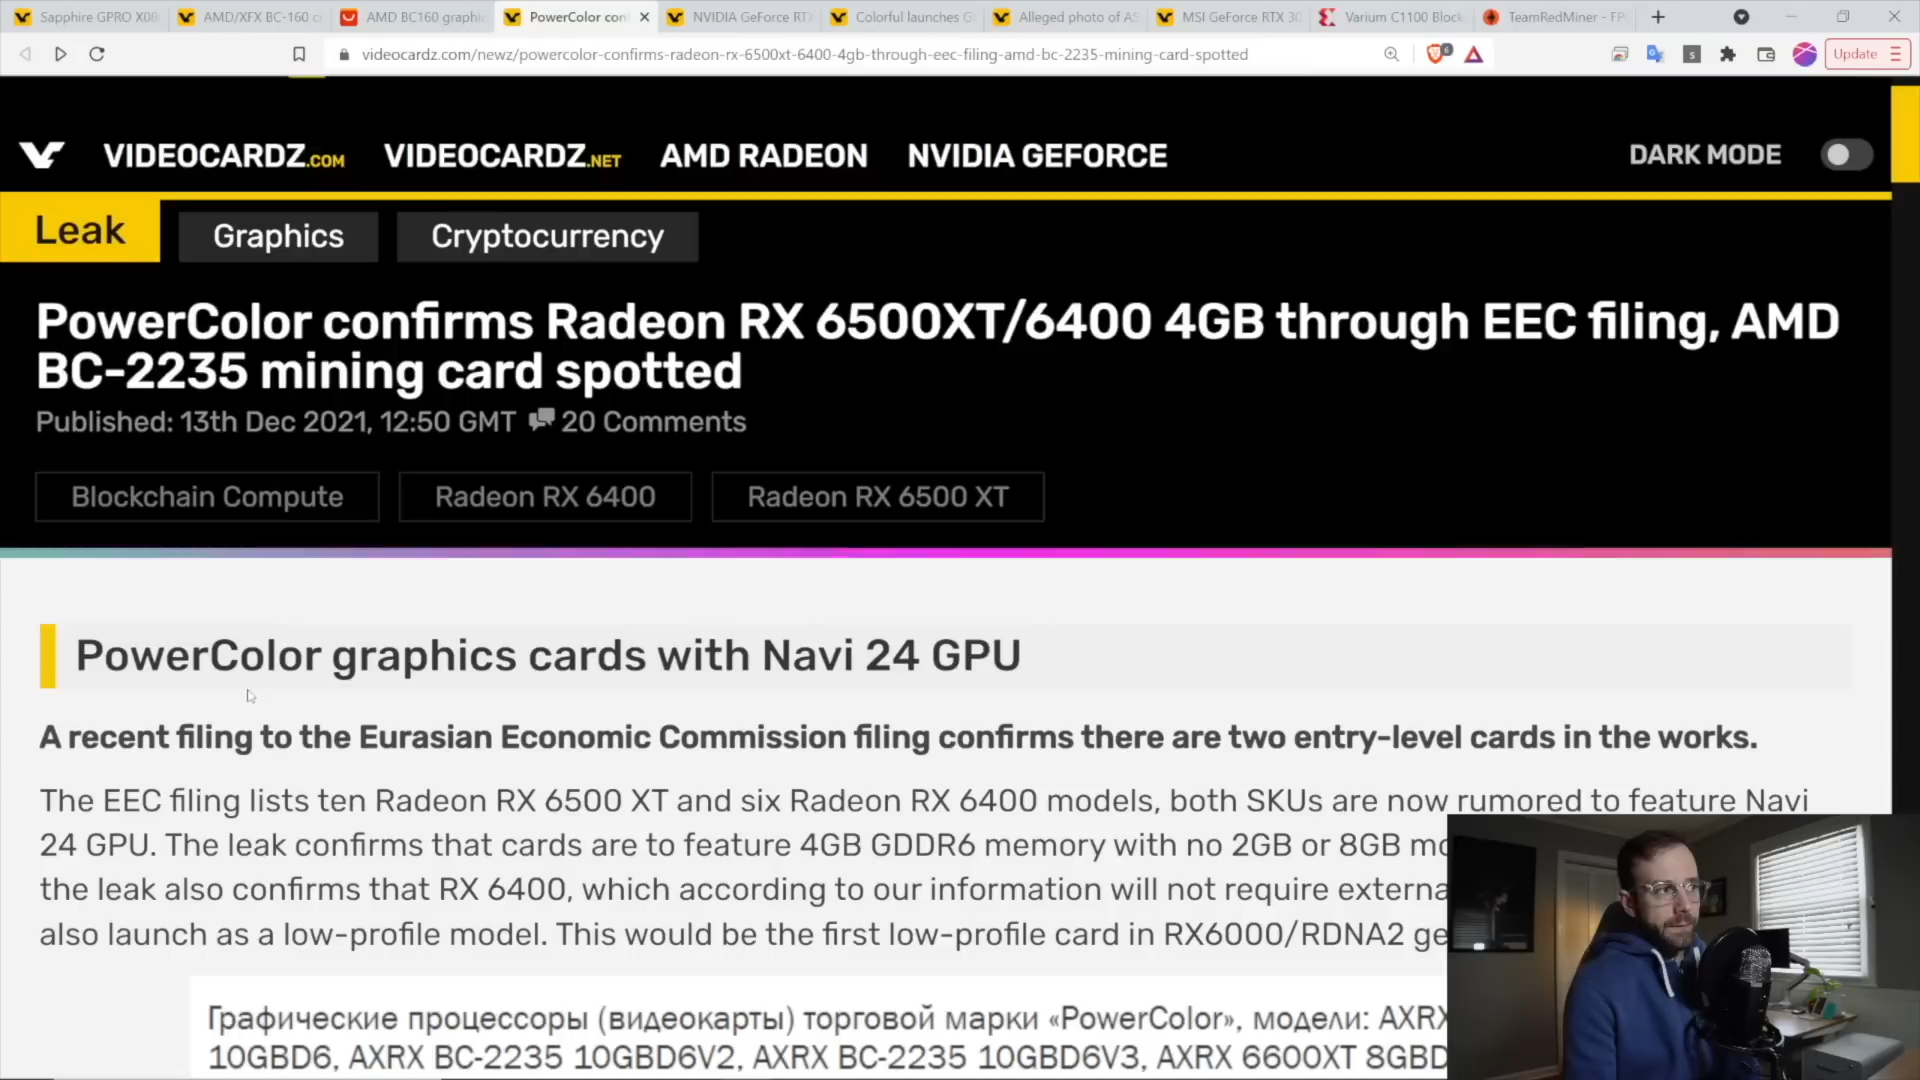 Sapphire GPRO X08
AMD/XFX BC-160 cr
AMD BC160 graphi
PowerColor con
NVIDIA GeForce RT
Colorful launches G
Alleged photo of AS
MSI GeForce RTX 30
Varium C1100 Block
TeamRedMiner - FP
videocardz.com/newz/powercolor-confirms-radeon-rx-6500xt-6400-4gb-through-eec-filing-amd-bc-2235-mining-card-spotted
6
S
Update
VIDEOCARDZ.COM
VIDEOCARDZ.NET
AMD RADEON
NVIDIA GEFORCE
DARK MODE
Leak
Graphics
Cryptocurrency
PowerColor confirms Radeon RX 6500XT/6400 4GB through EEC filing, AMD
BC-2235 mining card spotted
Published: 13th Dec 2021, 12:50 GMT 20 Comments
Blockchain Compute
Radeon RX 6400
Radeon RX 6500 XT
PowerColor graphics cards with Navi 24 GPU
A recent filing to the Eurasian Economic Commission filing confirms there are two entry-level cards in the works.
The EEC filing lists ten Radeon RX 6500 XT and six Radeon RX 6400 models, both SKUs are now rumored to feature Navi
24 GPU. The leak confirms that cards are to feature 4GB GDDR6 memory with no 2GB or 8GB mo
the leak also confirms that RX 6400, which according to our information will not require externa
also launch as a low-profile model. This would be the first low-profile card in RX6000/RDNA2 ge
Графические процессоры (видеокарты) торговой марки «PowerColor», модели: AXRX
10GBD6, AXRX BC-2235 10GBD6V2, AXRX BC-2235 10GBD6V3, AXRX 6600XT 8GBD